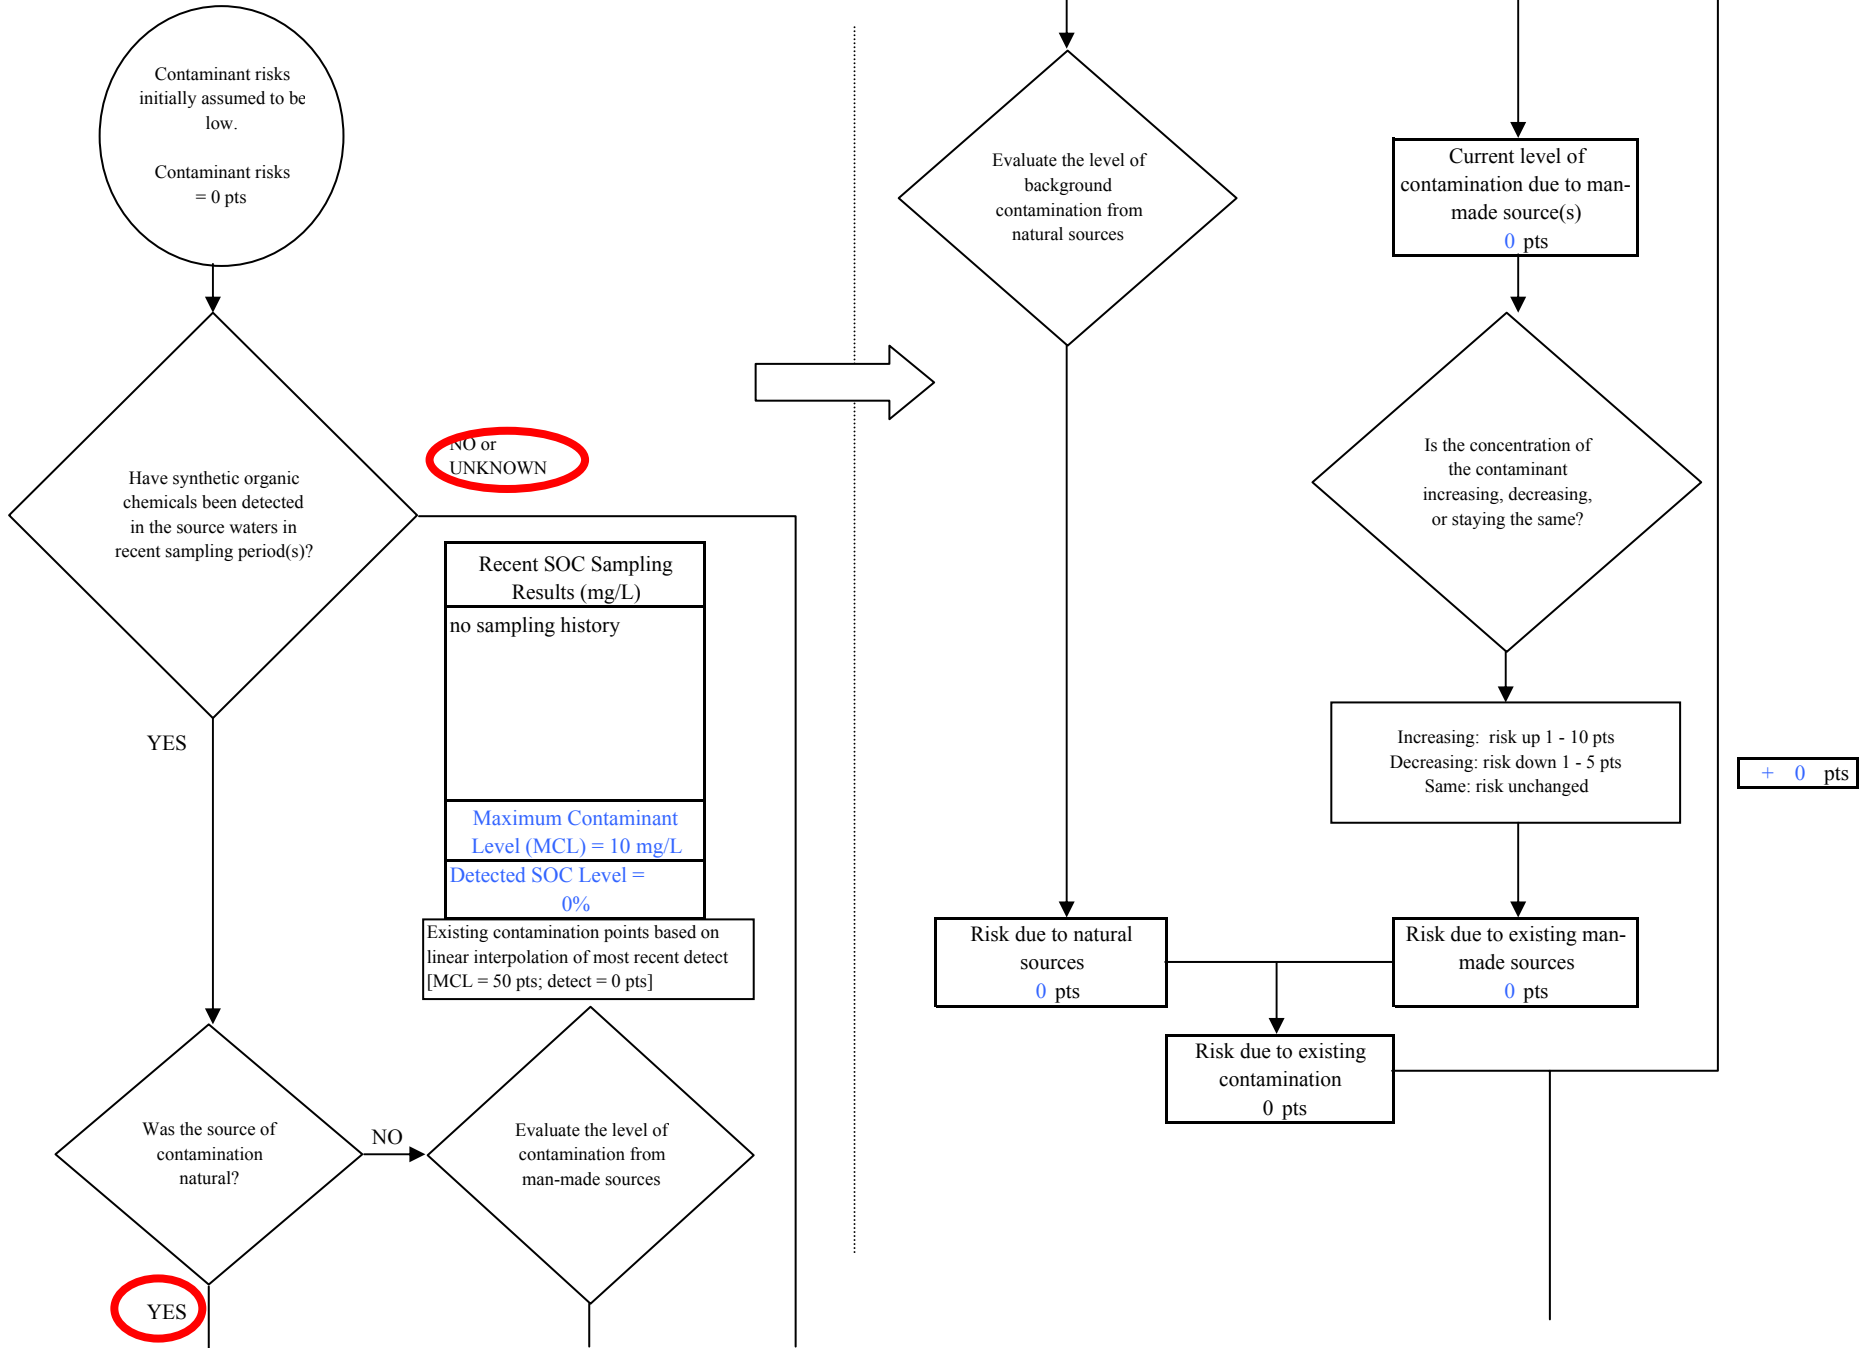 Contaminant risks
initially assumed to be
low.
Contaminant risks
= 0 pts
Have synthetic organic
chemicals been detected
in the source waters in
recent sampling period(s)?
NO or
UNKNOWN
YES
Recent SOC Sampling
Results (mg/L)
no sampling history
Maximum Contaminant
Level (MCL) = 10 mg/L
Detected SOC Level =
0%
Existing contamination points based on
linear interpolation of most recent detect
[MCL = 50 pts; detect = 0 pts]
Was the source of
contamination
natural?
NO
YES
Evaluate the level of
contamination from
man-made sources
Evaluate the level of
background
contamination from
natural sources
Current level of
contamination due to man-
made source(s)
0 pts
Is the concentration of
the contaminant
increasing, decreasing,
or staying the same?
Increasing: risk up 1 - 10 pts
Decreasing: risk down 1 - 5 pts
Same: risk unchanged
+ 0 pts
Risk due to natural
sources
0 pts
Risk due to existing man-
made sources
0 pts
Risk due to existing
contamination
0 pts